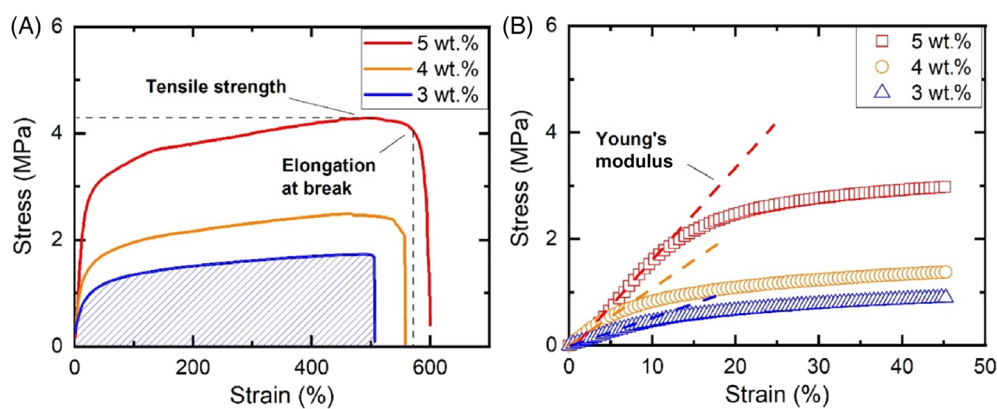 (A)
6
4
2
0
Stress (MPa)
0
200
400
600
Strain (%)
5 wt.%
4 wt.%
3 wt.%
Tensile strength
Elongation
at break
(B)
6
4
2
0
Stress (MPa)
0
10
20
30
40
50
Strain (%)
5 wt.%
4 wt.%
3 wt.%
Young's
modulus